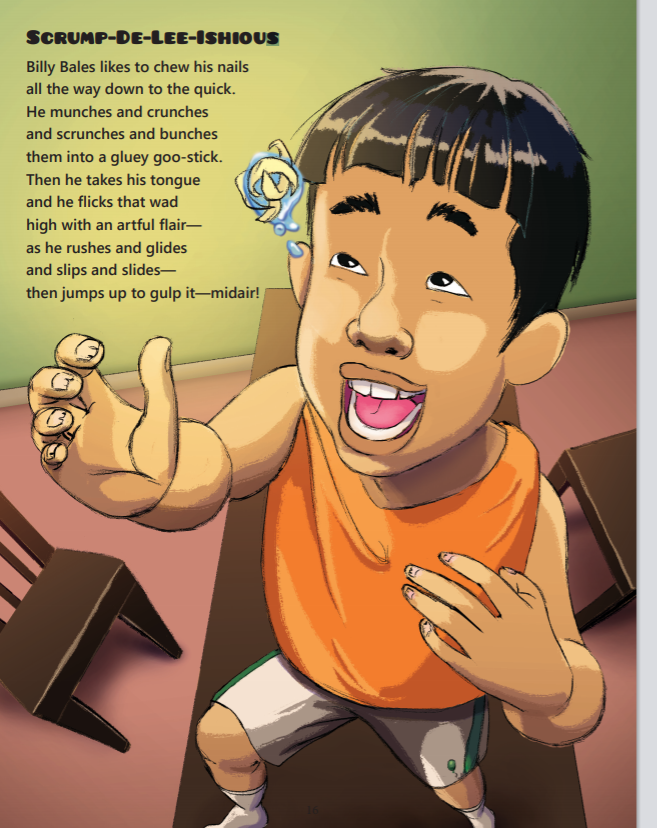 Scrump-De-Lee-Ishious
Billy Bales likes to chew his nails
all the way down to the quick.
He munches and crunches
and scrunches and bunches
them into a gluey goo-stick.
Then he takes his tongue
and he flicks that wad
high with an artful flair—
as he rushes and glides
and slips and slides—
then jumps up to gulp it—midair!